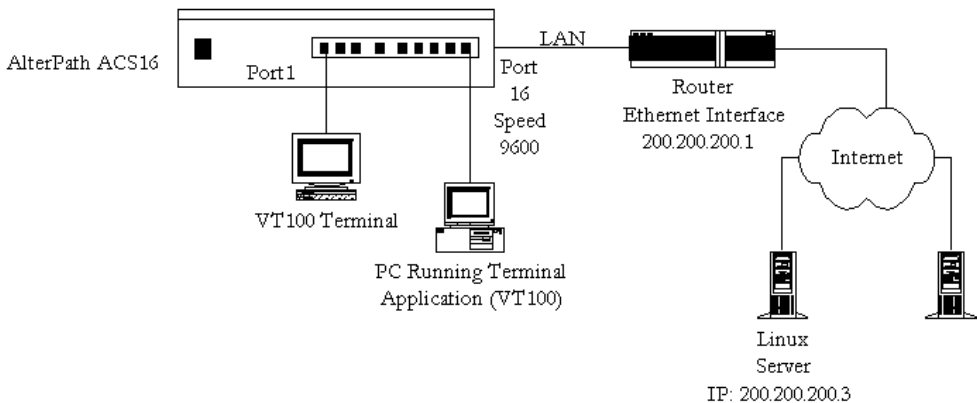 AlterPath ACS16
Port1
LAN
Port
16
Speed
9600
Router
Ethernet Interface
200.200.200.1
Internet
VT100 Terminal
PC Running Terminal
Application (VT100)
Linux
Server
IP: 200.200.200.3